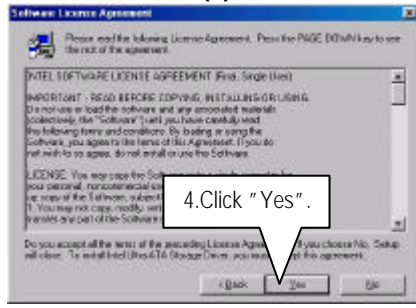 Software License Agreement
Please read the following License Agreement. Press the PAGE DOWN key to see
the rest of the agreement.
INTEL SOFTWARE LICENSE AGREEMENT (Final, Single User)
IMPORTANT - READ BEFORE COPYING, INSTALLING OR USING.
Do not use or load this software and any associated materials
(collectively, the "Software") until you have carefully read
the following terms and conditions. By loading or using the
Software, you agree to the terms of this Agreement. If you do
not wish to so agree, do not install or use the Software.
LICENSE: You may copy the
your personal, noncommercial
up copy of the Software, subject
1. You may not copy, modify,
transfer any part of the Software
4.Click "Yes".
Do you accept all the terms of the preceding License If you choose No, Setup
will close. To install Intel Ultra ATA Storage Driver, you must accept this agreement.
< Back
Yes
No